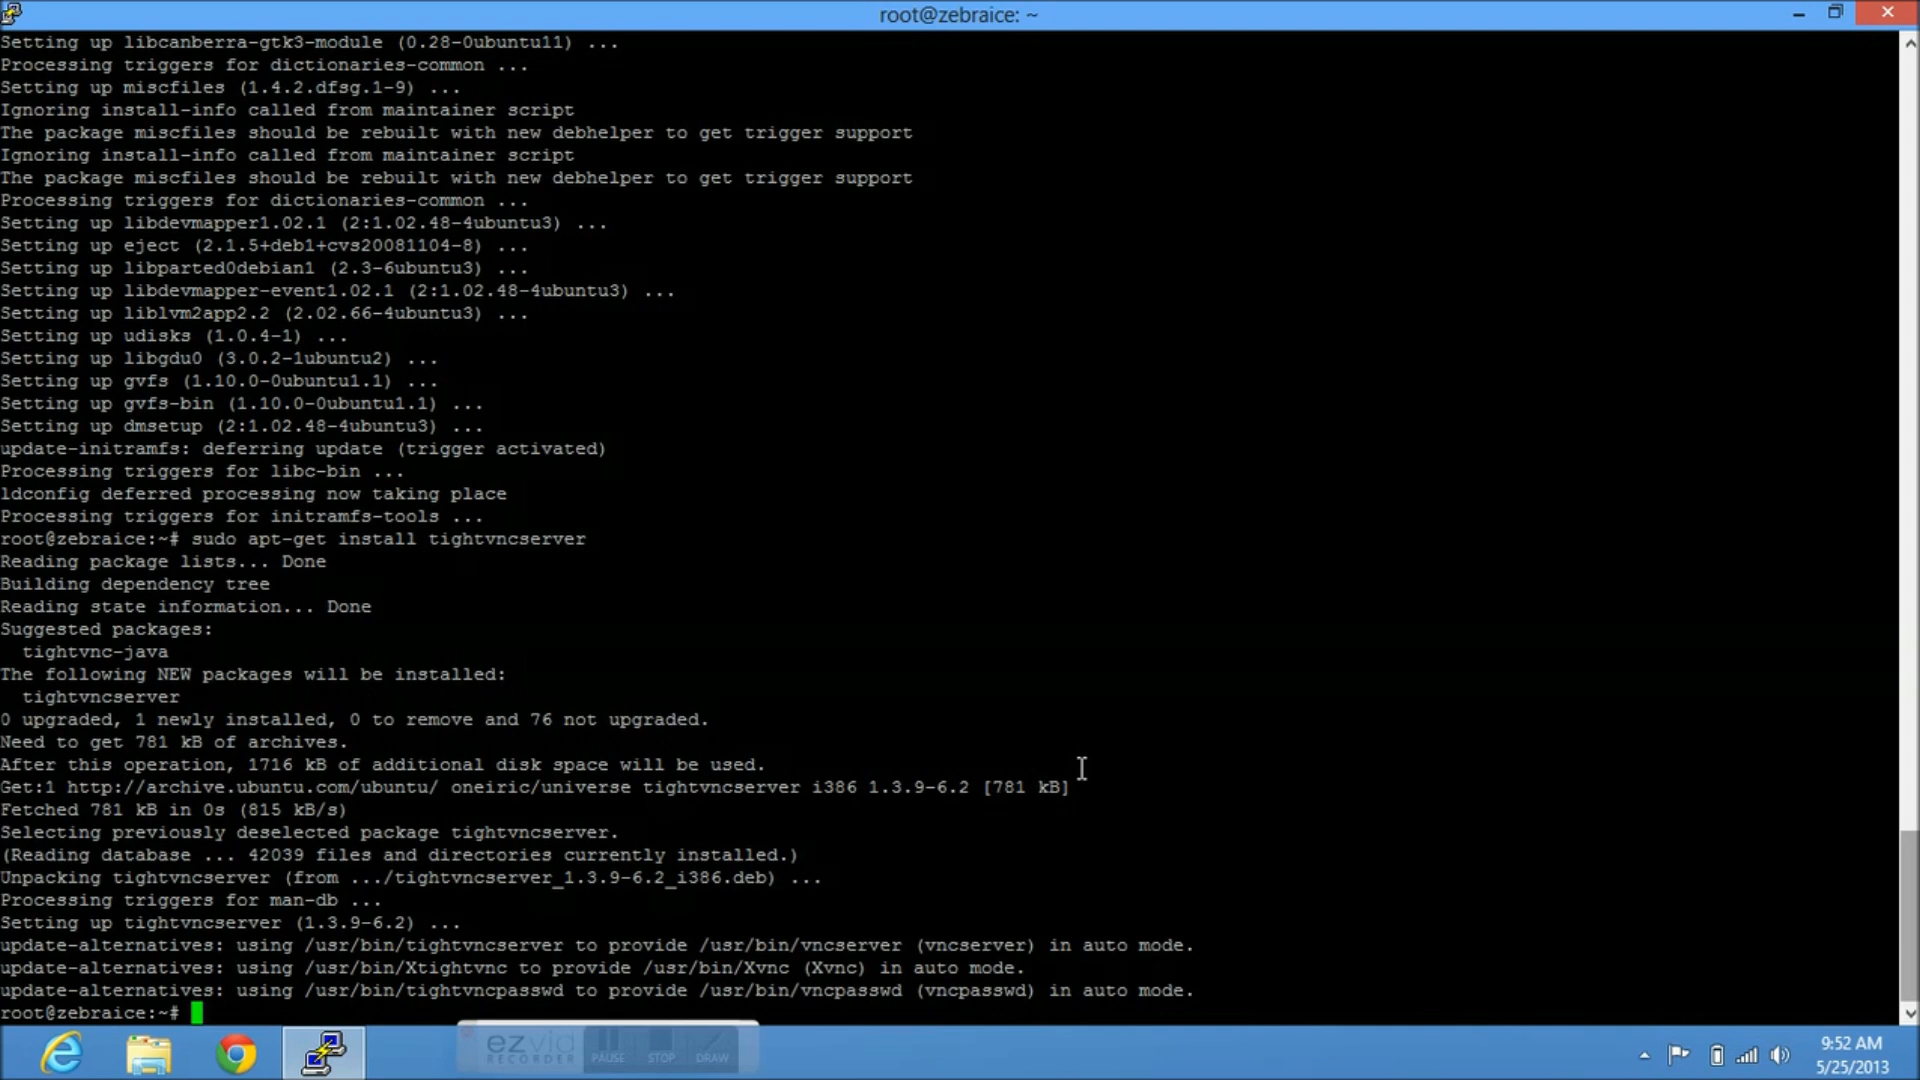 root@zebraice: ~
Setting up libcanberra-gtk3-module (0.28-0ubuntu11) ...
Processing triggers for dictionaries-common ...
Setting up miscfiles (1.4.2.dfsg.1-9) ...
Ignoring install-info called from maintainer script
The package miscfiles should be rebuilt with new debhelper to get trigger support
Ignoring install-info called from maintainer script
The package miscfiles should be rebuilt with new debhelper to get trigger support
Processing triggers for dictionaries-common ...
Setting up libdevmapper1.02.1 (2:1.02.48-4ubuntu3) ...
Setting up eject (2.1.5+deb1+cvs20081104-8) ...
Setting up libparted0debian1 (2.3-6ubuntu3) ...
Setting up libdevmapper-event1.02.1 (2:1.02.48-4ubuntu3) ...
Setting up liblvm2app2.2 (2.02.66-4ubuntu3) ...
Setting up udisks (1.0.4-1) ...
Setting up libgdu0 (3.0.2-1ubuntu2) ...
Setting up gvfs (1.10.0-0ubuntu1.1) ...
Setting up gvfs-bin (1.10.0-0ubuntu1.1) ...
Setting up dmsetup (2:1.02.48-4ubuntu3) ...
update-initramfs: deferring update (trigger activated)
Processing triggers for libc-bin ...
ldconfig deferred processing now taking place
Processing triggers for initramfs-tools ...
root@zebraice:~# sudo apt-get install tightvncserver
Reading package lists... Done
Building dependency tree
Reading state information... Done
Suggested packages:
  tightvnc-java
The following NEW packages will be installed:
  tightvncserver
0 upgraded, 1 newly installed, 0 to remove and 76 not upgraded.
Need to get 781 kB of archives.
After this operation, 1716 kB of additional disk space will be used.
Get:1 http://archive.ubuntu.com/ubuntu/ oneiric/universe tightvncserver i386 1.3.9-6.2 [781 kB]
Fetched 781 kB in 0s (815 kB/s)
Selecting previously deselected package tightvncserver.
(Reading database ... 42039 files and directories currently installed.)
Unpacking tightvncserver (from .../tightvncserver_1.3.9-6.2_i386.deb) ...
Processing triggers for man-db ...
Setting up tightvncserver (1.3.9-6.2) ...
update-alternatives: using /usr/bin/tightvncserver to provide /usr/bin/vncserver (vncserver) in auto mode.
update-alternatives: using /usr/bin/Xtightvnc to provide /usr/bin/Xvnc (Xvnc) in auto mode.
update-alternatives: using /usr/bin/tightvncpasswd to provide /usr/bin/vncpasswd (vncpasswd) in auto mode.
root@zebraice:~#
ezvid
RECORDER
PAUSE
STOP
DRAW
9:52 AM
5/25/2013